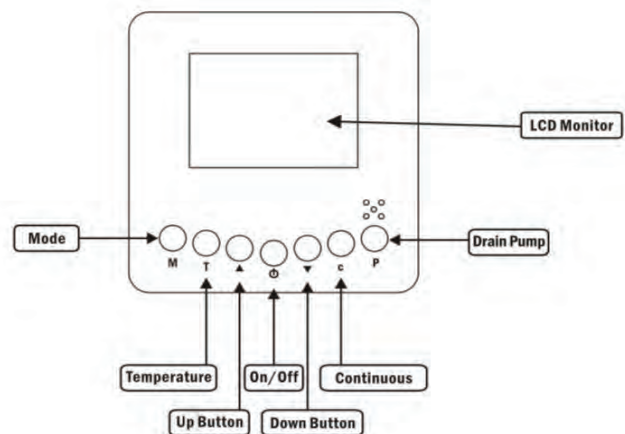 LCD Monitor
Mode
Drain Pump
M T ▲ ⏻ ▼ c P
Temperature
On/Off
Continuous
Up Button
Down Button